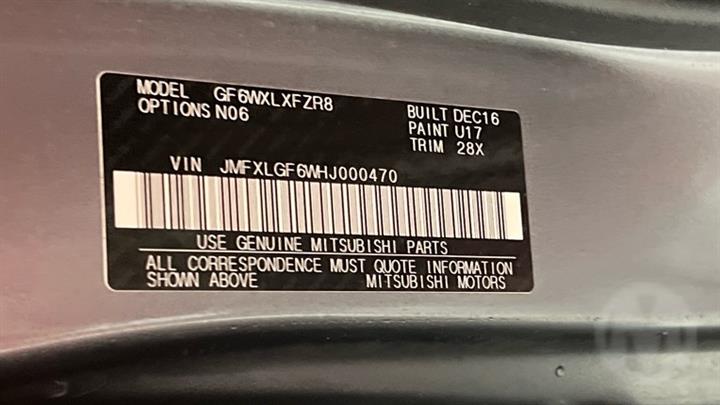 MODEL GF6WXLXFZR8
OPTIONS N06
BUILT DEC16
PAINT U17
TRIM 28X
VIN JMFXLGF6WHJ000470
USE GENUINE MITSUBISHI PARTS
ALL CORRESPONDENCE MUST QUOTE INFORMATION
SHOWN ABOVE MITSUBISHI MOTORS